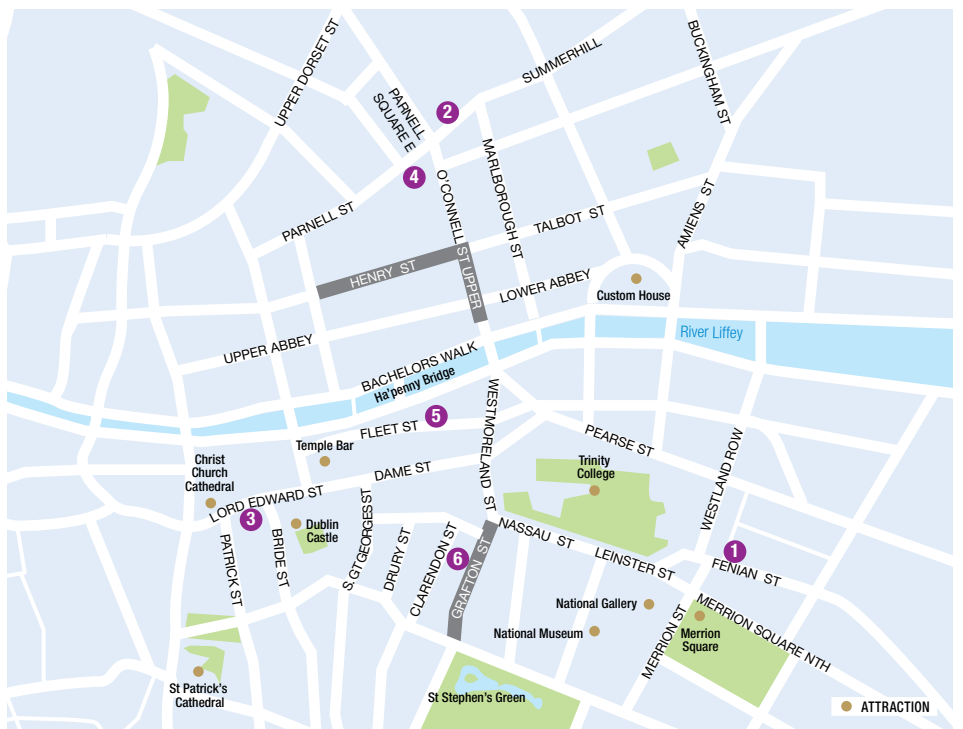 UPPER DORSET ST
BUCKINGHAM ST
SUMMERHILL
PARNELL
SQUARE E
2
MARLBOROUGH ST
4
O'CONNELL ST UPPER
AMIENS ST
TALBOT ST
PARNELL ST
HENRY ST
LOWER ABBEY
Custom House
UPPER ABBEY
River Liffey
BACHELORS WALK
Ha'penny Bridge
WESTMORELAND ST
5
FLEET ST
Temple Bar
PEARSE ST
WESTLAND ROW
Christ
Church
Cathedral
DAME ST
Trinity
College
LORD EDWARD ST
3
Dublin
Castle
S.GTGEORGESST
NASSAU ST
LEINSTER ST
1
FENIAN ST
PATRICK ST
BRIDE ST
DRURY ST
CLARENDON ST
6
GRAFTON ST
National Gallery
National Museum
MERRION ST
Merrion
Square
MERRION SQUARE NTH
St Patrick's
Cathedral
St Stephen's Green
ATTRACTION